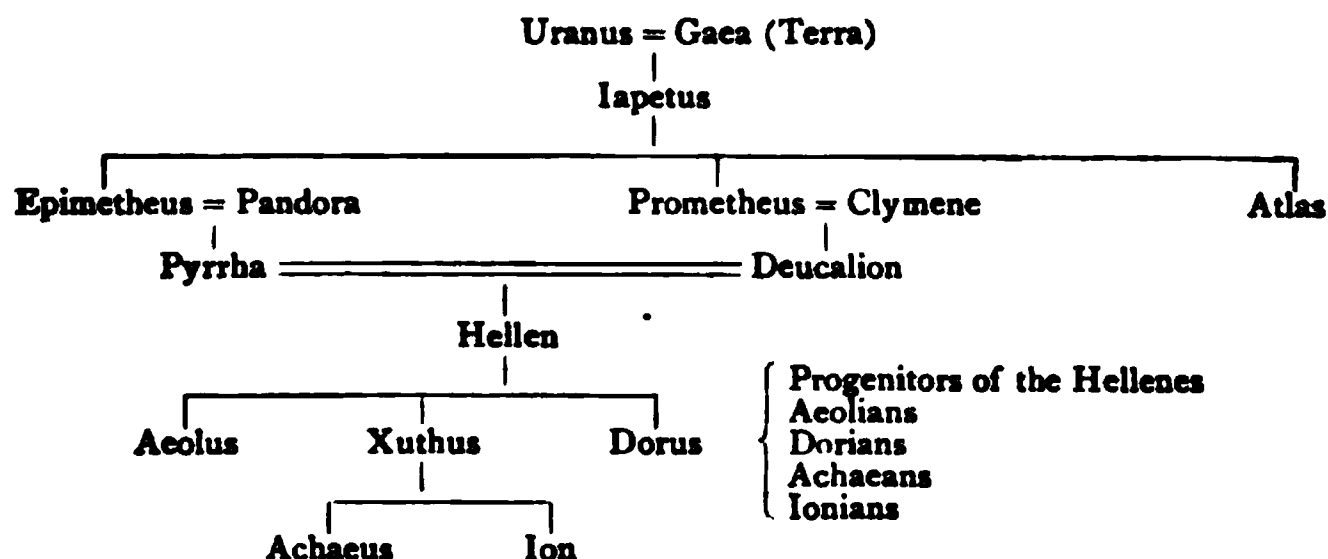 Uranus = Gaea (Terra)
Iapetus
Epimetheus = Pandora Prometheus = Clymene Atlas
Pyrrha Deucalion
Hellen
Progenitors of the Hellenes
Aeolians
Aeolus Xuthus Dorus Dorians
Achaeans
Ionians
Achaeus Ion